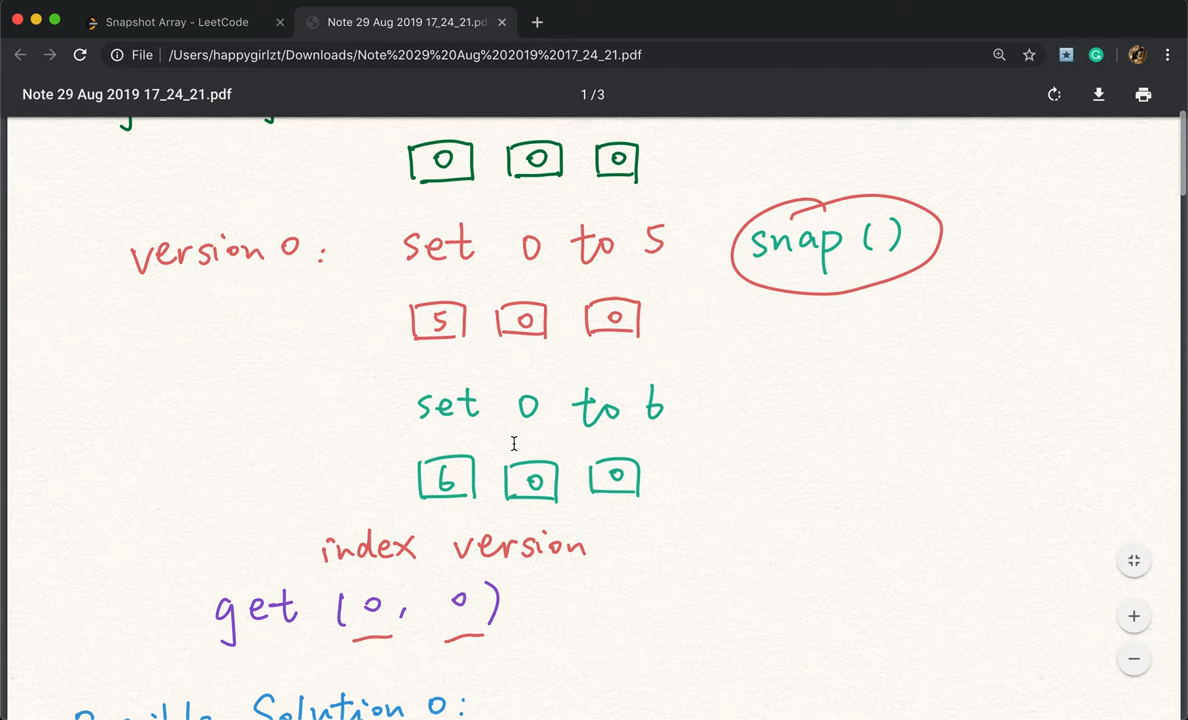 Snapshot Array - LeetCode
Note 29 Aug 2019 17_24_21.pd
File /Users/happygirlzt/Downloads/Note%2029%20Aug%202019%2017_24_21.pdf
Note 29 Aug 2019 17_24_21.pdf 1 / 3
0 0 0
version 0: set 0 to 5 snap ( )
5 0 0
set 0 to 6
6 0 0
index version
get (0, 0)
Solution 0: